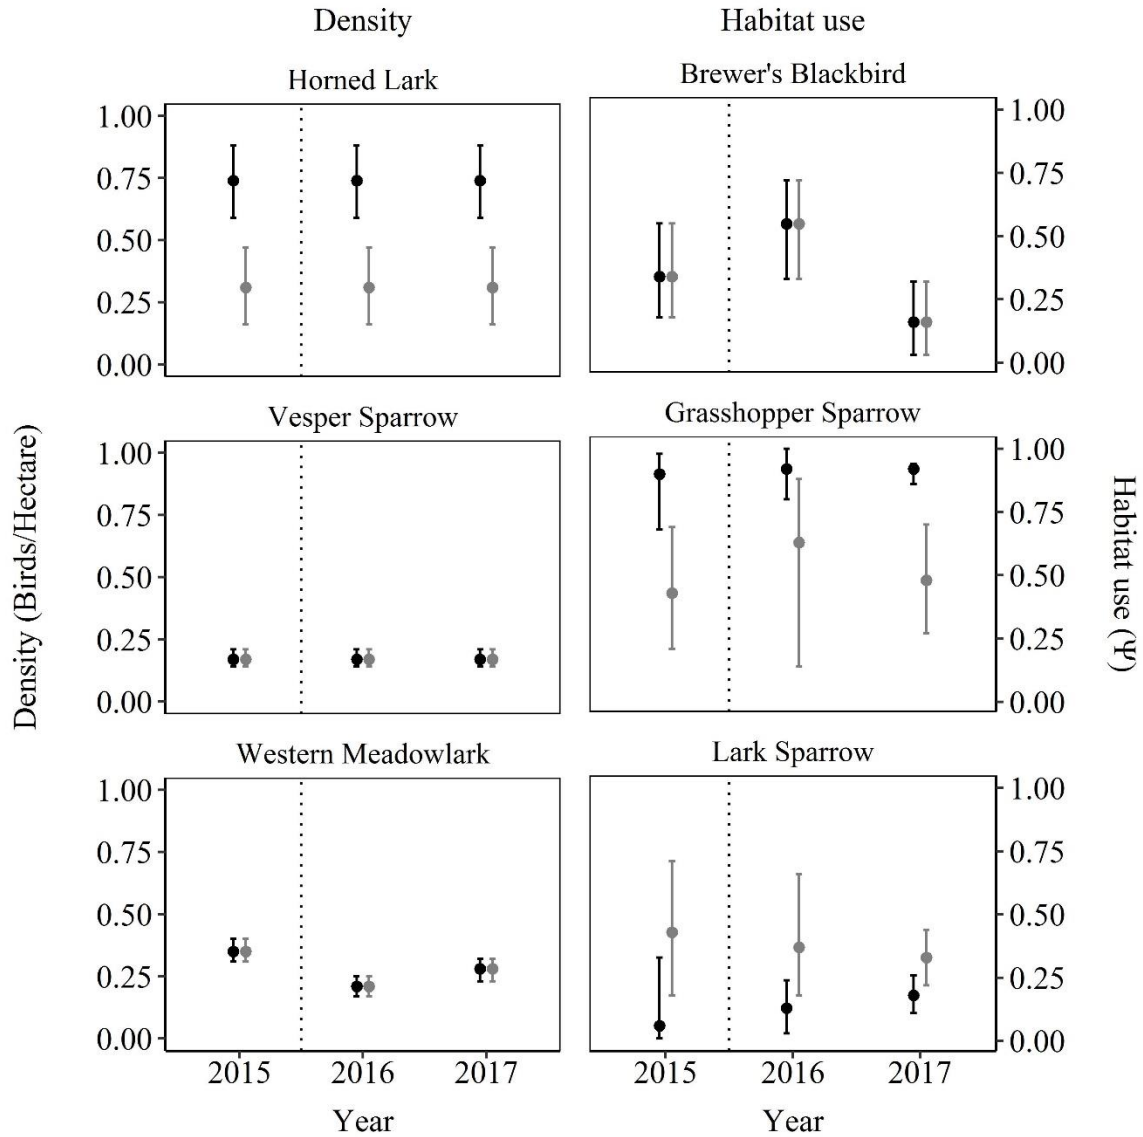 Density
Habitat use
Horned Lark
Brewer's Blackbird
1.00
0.75
0.50
0.25
0.00
1.00
0.75
0.50
0.25
0.00
Vesper Sparrow
Grasshopper Sparrow
1.00
0.75
0.50
0.25
0.00
1.00
0.75
0.50
0.25
0.00
Density (Birds/Hectare)
Habitat use (Ψ)
Western Meadowlark
Lark Sparrow
1.00
0.75
0.50
0.25
0.00
1.00
0.75
0.50
0.25
0.00
2015 2016 2017
2015 2016 2017
Year
Year